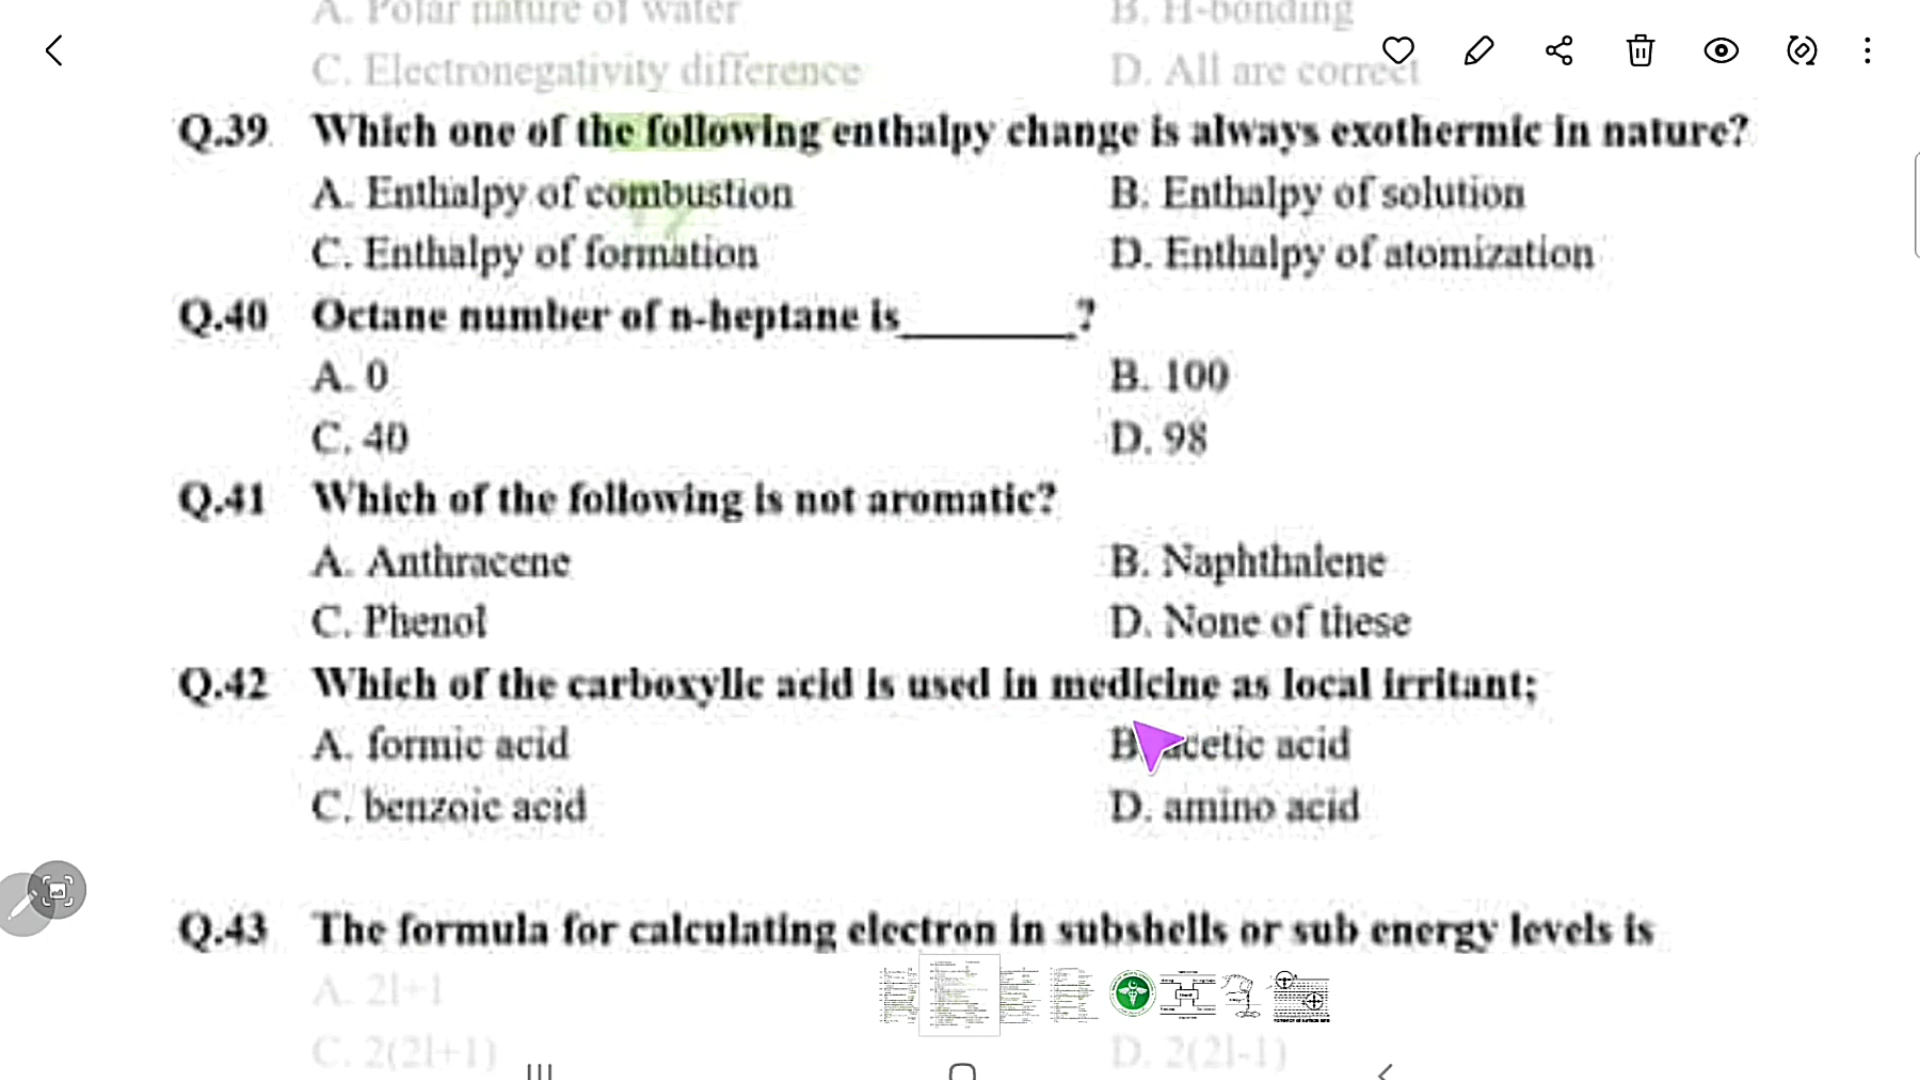 A. Polar nature of water B. H-bonding
C. Electronegativity difference D. All are correct
Q.39 Which one of the following enthalpy change is always exothermic in nature?
A. Enthalpy of combustion B. Enthalpy of solution
C. Enthalpy of formation D. Enthalpy of atomization
Q.40 Octane number of n-heptane is________?
A. 0 B. 100
C. 40 D. 98
Q.41 Which of the following is not aromatic?
A. Anthracene B. Naphthalene
C. Phenol D. None of these
Q.42 Which of the carboxylic acid is used in medicine as local irritant;
A. formic acid B acetic acid
C. benzoic acid D. amino acid
Q.43 The formula for calculating electron in subshells or sub energy levels is
A. 2l+1
C. 2(2l+1) D. 2(2l-1)